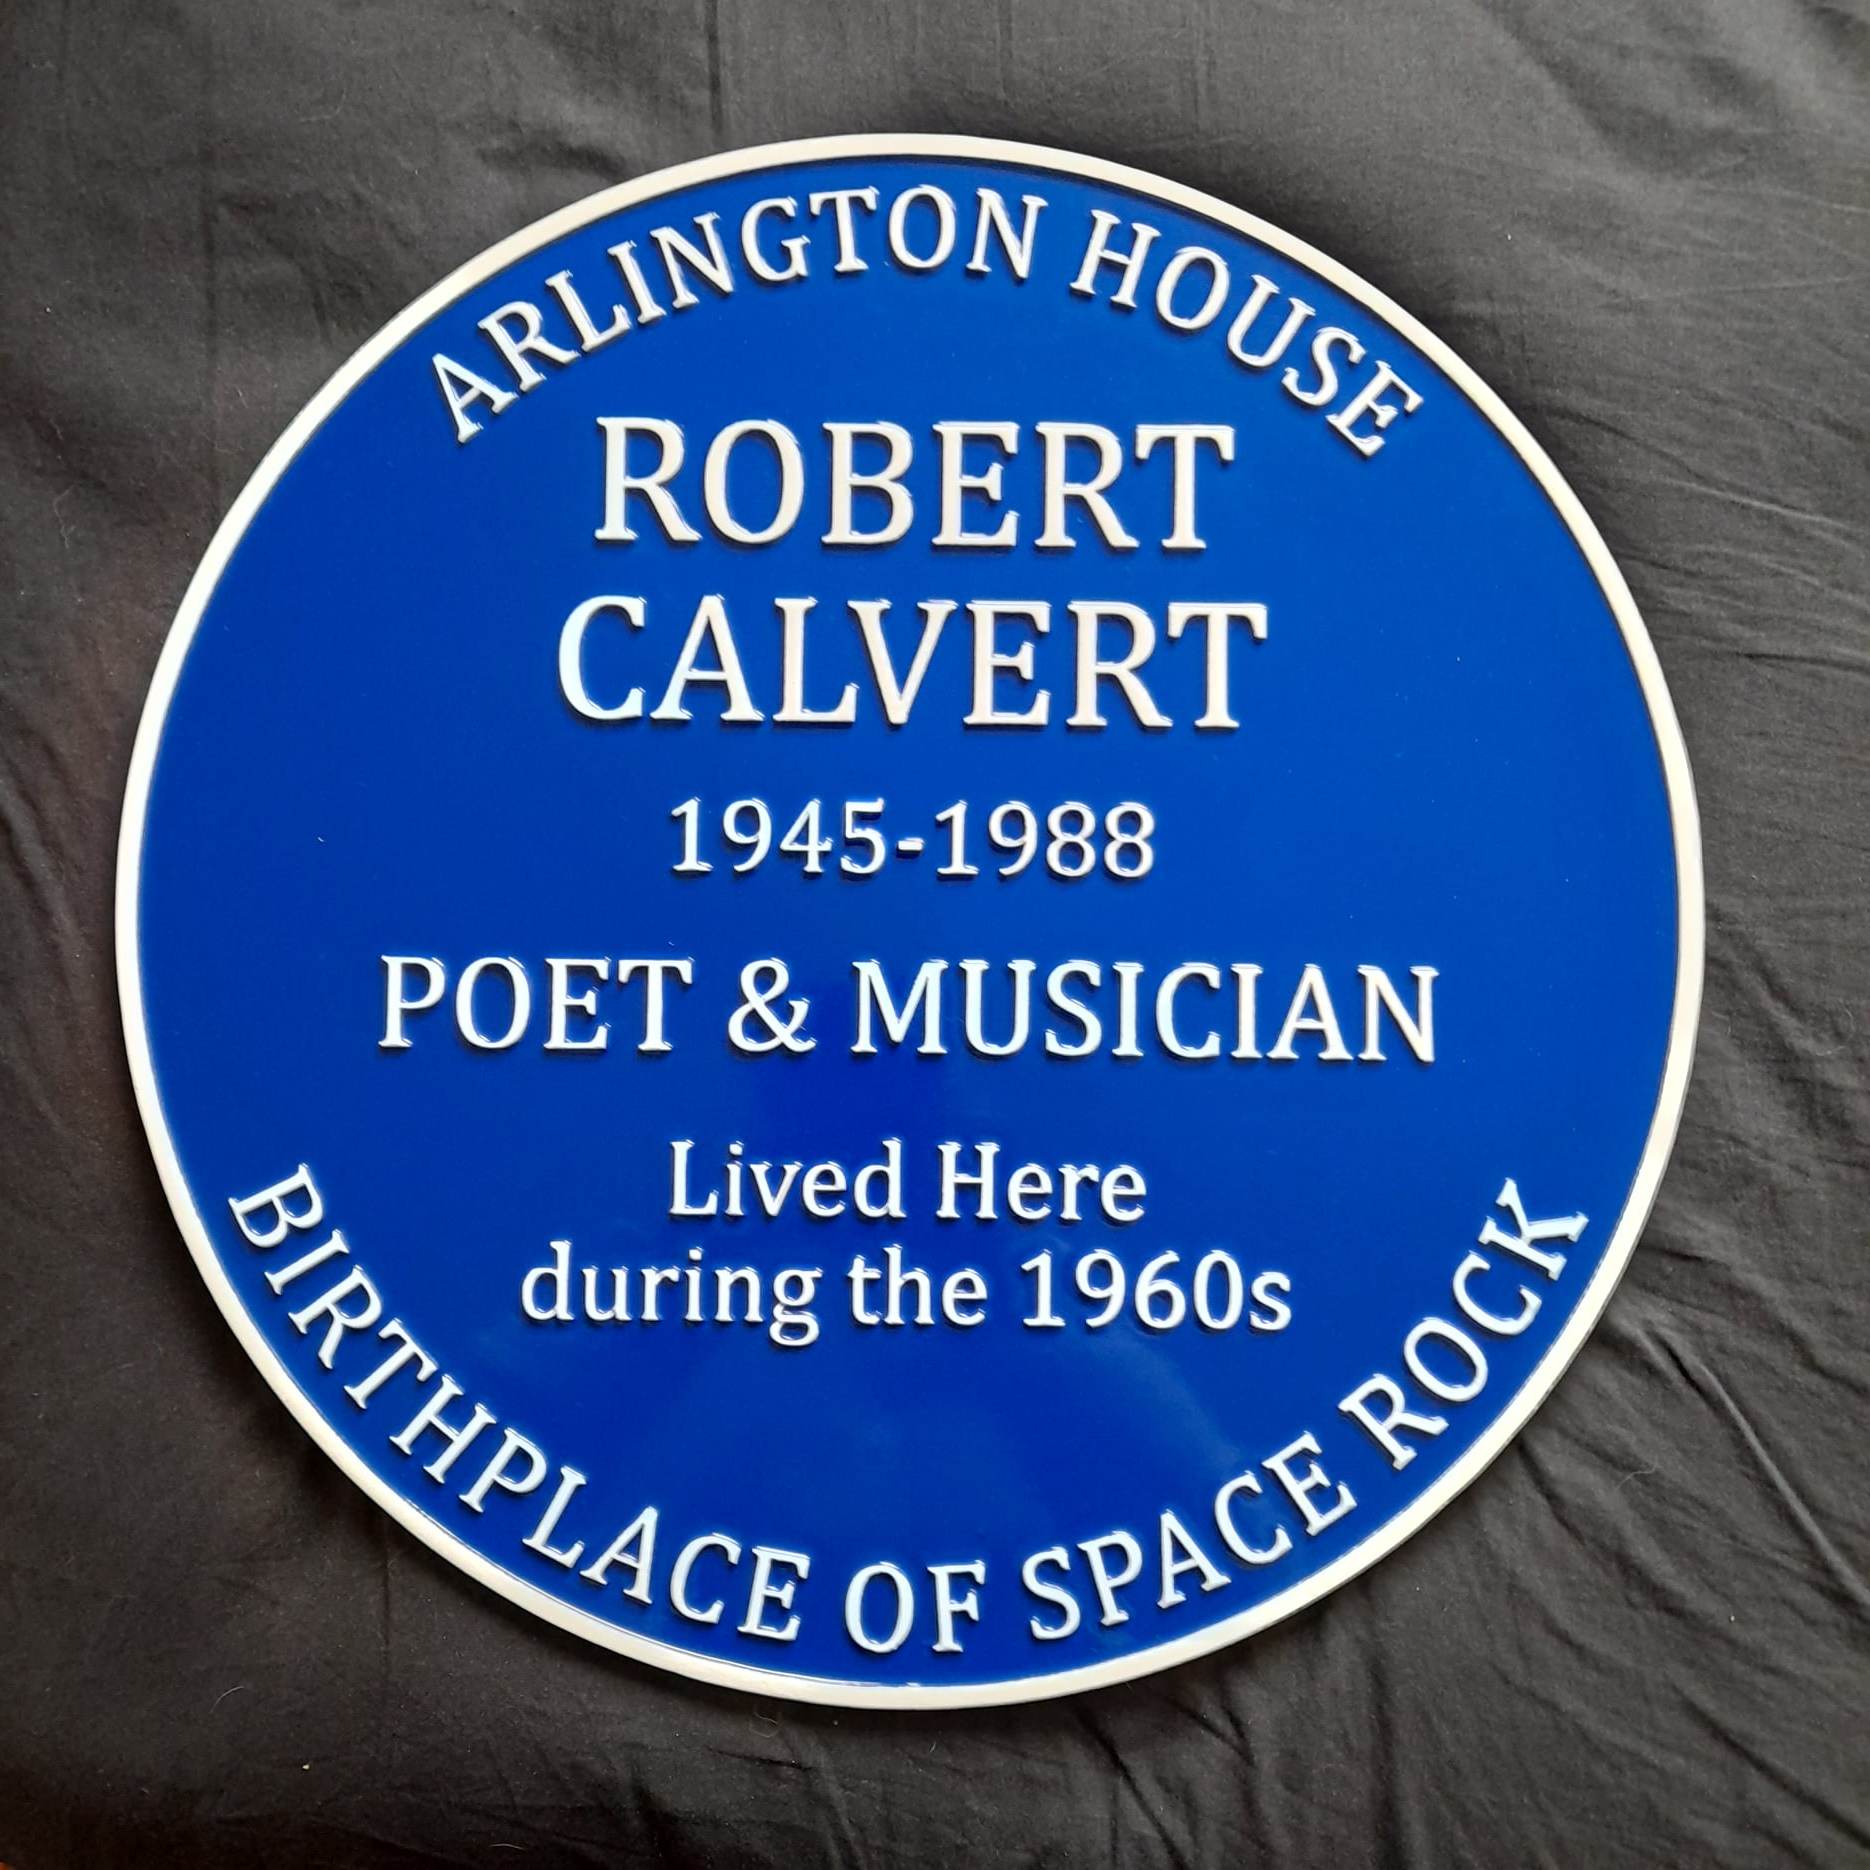 ARLINGTON HOUSE
ROBERT
CALVERT
1945-1988
POET & MUSICIAN
Lived Here
during the 1960s
BIRTHPLACE OF SPACE ROCK